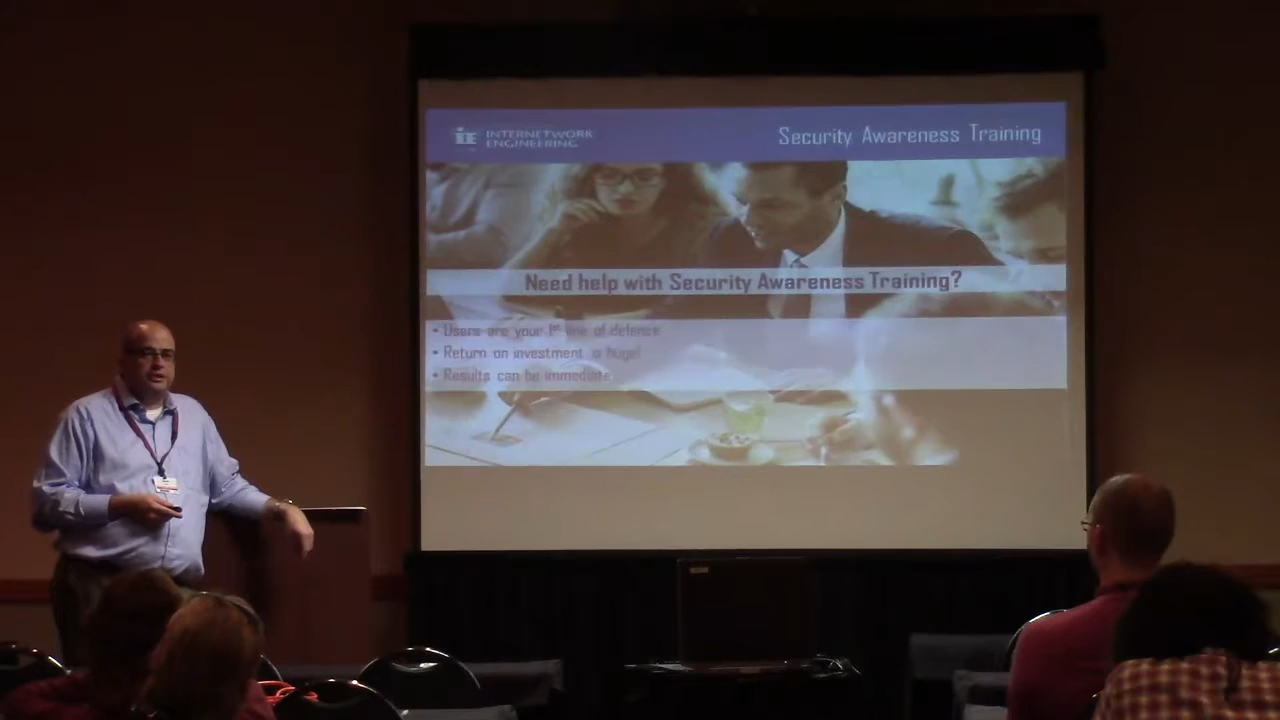 INTERNETWORK
ENGINEERING
Security Awareness Training
Need help with Security Awareness Training?
• Users are your 1st line of defense
• Return on investment is huge!
• Results can be immediate